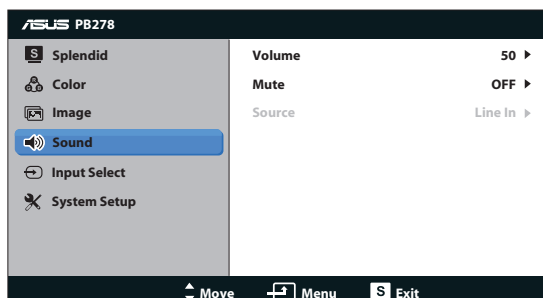 ASUS PB278
S Splendid
Color
Image
Sound
Input Select
System Setup
Volume 50
Mute OFF
Source Line In
Move Menu S Exit